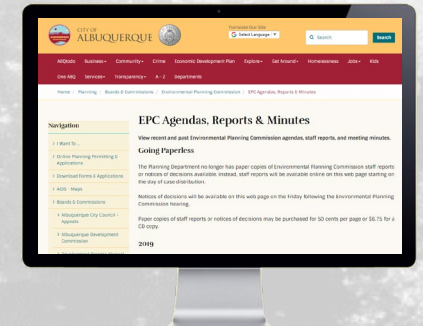 CITY OF
ALBUQUERQUE
Translate Our Site
Select Language
Search
Search
ABQtodo Business Community Crime Economic Development Plan Explore Get Around Homelessness Jobs Kids
One ABQ Services Transparency A - Z Departments
Home / Planning / Boards & Commissions / Environmental Planning Commission / EPC Agendas, Reports & Minutes
Navigation
> I Want To ...
> Online Planning Permitting & Applications
> Download Forms & Applications
> AGIS - Maps
> Boards & Commissions
> Albuquerque City Council - Appeals
> Albuquerque Development Commission
EPC Agendas, Reports & Minutes
View recent and past Environmental Planning Commission agendas, staff reports, and meeting minutes.
Going Paperless
The Planning Department no longer has paper copies of Environmental Planning Commission staff reports
or notices of decisions available. Instead, staff reports will be available online on this web page starting on
the day of case distribution.
Notices of decisions will be available on this web page on the Friday following the Environmental Planning
Commission hearing.
Paper copies of staff reports or notices of decisions may be purchased for 50 cents per page or $6.75 for a
CD copy.
2019